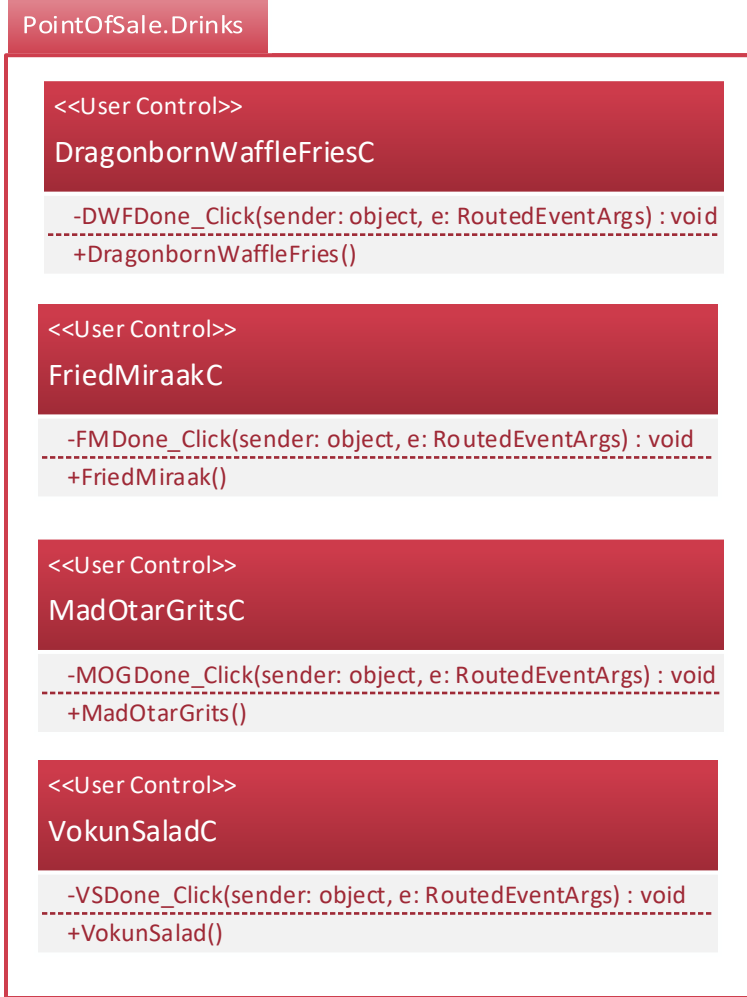 PointOfSale.Drinks
<<User Control>>
DragonbornWaffleFriesC
-DWFDone_Click(sender: object, e: RoutedEventArgs) : void
+DragonbornWaffleFries()
<<User Control>>
FriedMiraakC
-FMDone_Click(sender: object, e: RoutedEventArgs) : void
+FriedMiraak()
<<User Control>>
MadOtarGritsC
-MOGDone_Click(sender: object, e: RoutedEventArgs) : void
+MadOtarGrits()
<<User Control>>
VokunSaladC
-VSDone_Click(sender: object, e: RoutedEventArgs) : void
+VokunSalad()